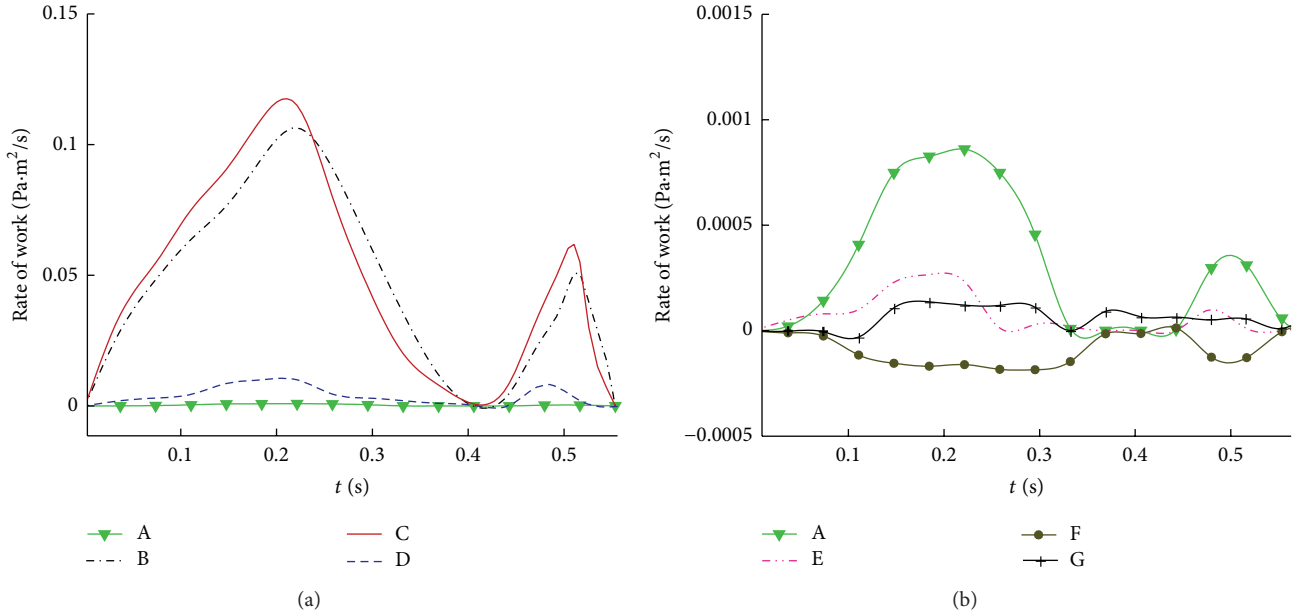 0.15
0.1
0.05
0
Rate of work (Pa·m²/s)
0.1 0.2 0.3 0.4 0.5
t (s)
A C
B D
(a)
0.0015
0.001
0.0005
0
−0.0005
Rate of work (Pa·m²/s)
0.1 0.2 0.3 0.4 0.5
t (s)
A F
E G
(b)